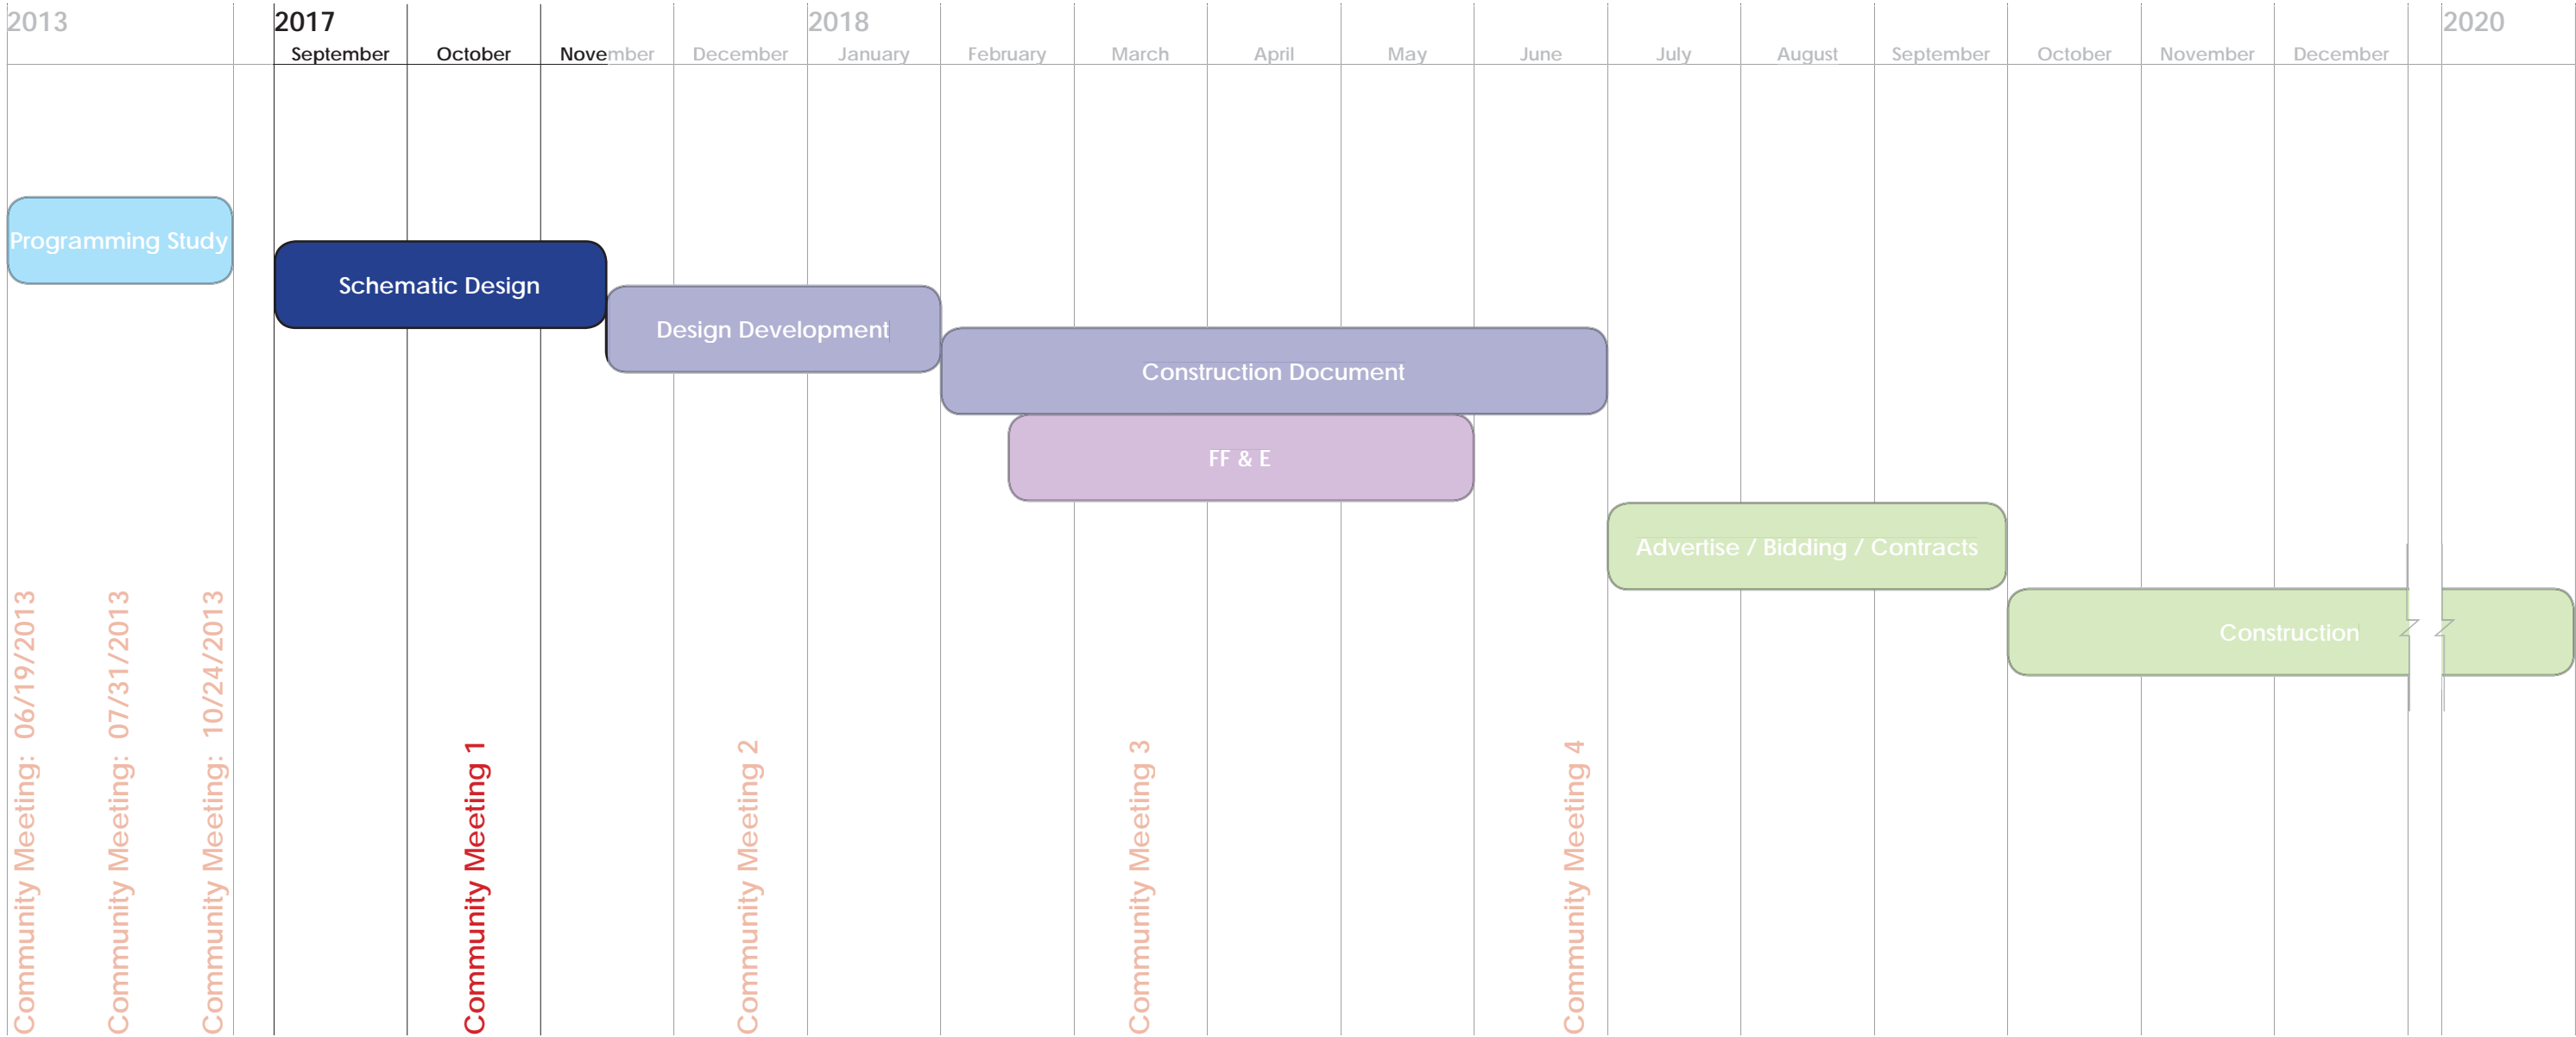 2013
2017
2018
2020
September
October
November
December
January
February
March
April
May
June
July
August
September
October
November
December
Programming Study
Schematic Design
Design Development
Construction Document
FF & E
Advertise / Bidding / Contracts
Construction
Community Meeting: 06/19/2013
Community Meeting: 07/31/2013
Community Meeting: 10/24/2013
Community Meeting 1
Community Meeting 2
Community Meeting 3
Community Meeting 4